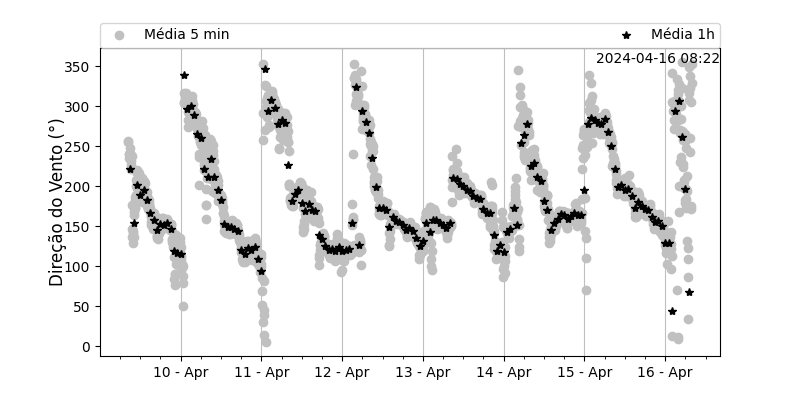 Média 5 min
Média 1h
2024-04-16 08:22
Direção do Vento (°)
350
300
250
200
150
100
50
0
10 - Apr
11 - Apr
12 - Apr
13 - Apr
14 - Apr
15 - Apr
16 - Apr